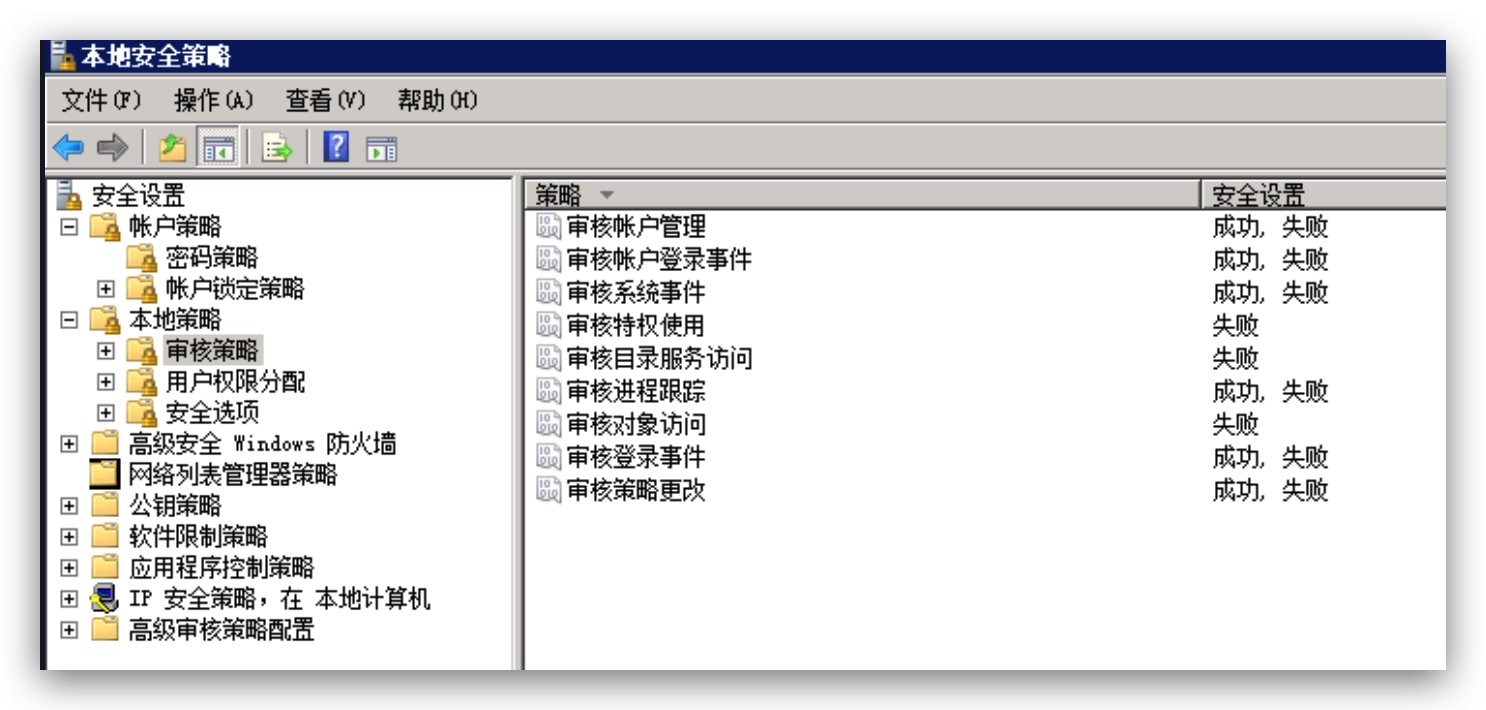 本地安全策略
文件(F) 操作(A) 查看(V) 帮助(H)
安全设置
帐户策略
密码策略
帐户锁定策略
本地策略
审核策略
用户权限分配
安全选项
高级安全 Windows 防火墙
网络列表管理器策略
公钥策略
软件限制策略
应用程序控制策略
IP 安全策略，在 本地计算机
高级审核策略配置
策略 安全设置
审核帐户管理 成功, 失败
审核帐户登录事件 成功, 失败
审核系统事件 成功, 失败
审核特权使用 失败
审核目录服务访问 失败
审核进程跟踪 成功, 失败
审核对象访问 失败
审核登录事件 成功, 失败
审核策略更改 成功, 失败